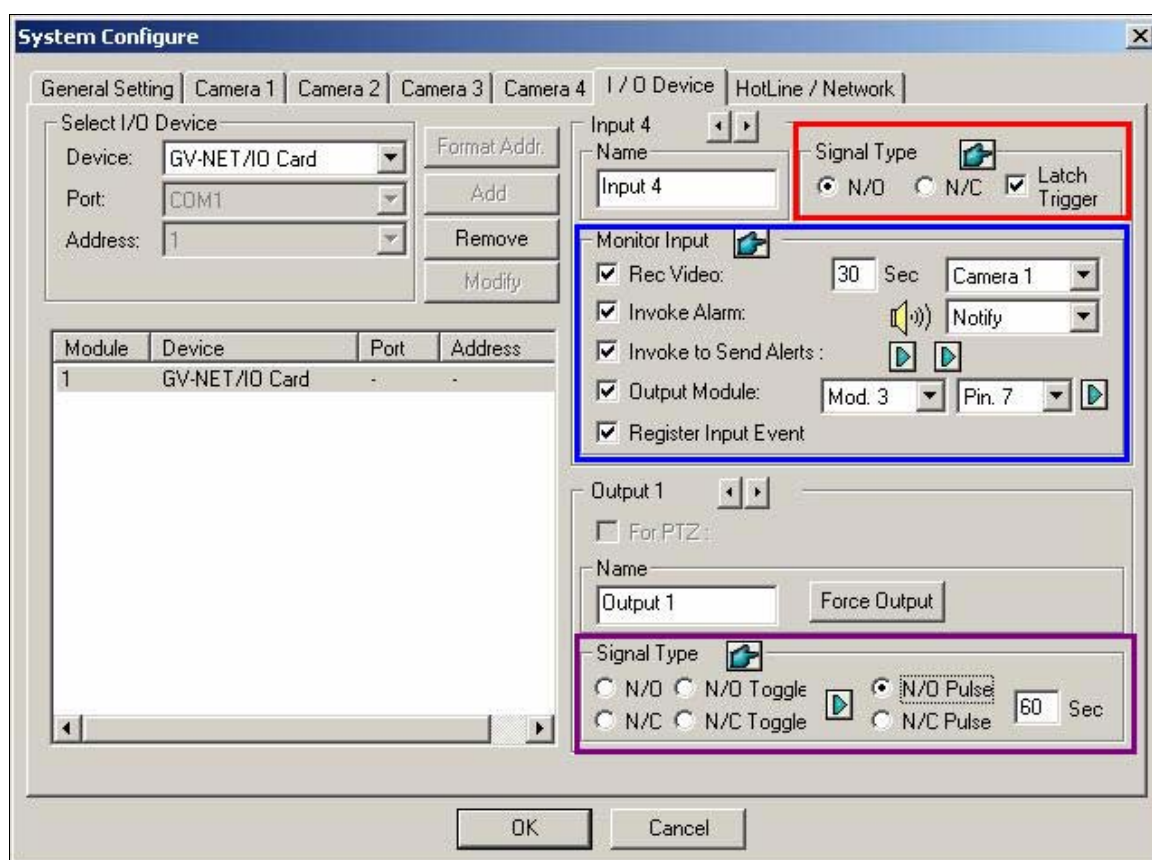 System Configure
General Setting Camera 1 Camera 2 Camera 3 Camera 4 I / O Device HotLine / Network
Select I/O Device
Device: GV-NET/IO Card
Port: COM1
Address: 1
Format Addr.
Add
Remove
Modify
Module Device Port Address
1 GV-NET/IO Card - -
Input 4
Name
Input 4
Signal Type
N/O N/C Latch Trigger
Monitor Input
Rec Video: 30 Sec Camera 1
Invoke Alarm: Notify
Invoke to Send Alerts :
Output Module: Mod. 3 Pin. 7
Register Input Event
Output 1
For PTZ :
Name
Output 1 Force Output
Signal Type
N/O N/O Toggle N/O Pulse 60 Sec
N/C N/C Toggle N/C Pulse
OK Cancel